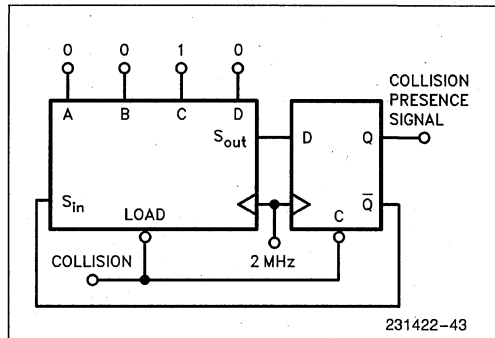 0 0 1 0
A B C D
COLLISION
PRESENCE
SIGNAL
Sout
D Q
Sin
LOAD
C
Q̅
COLLISION
2 MHz
231422-43